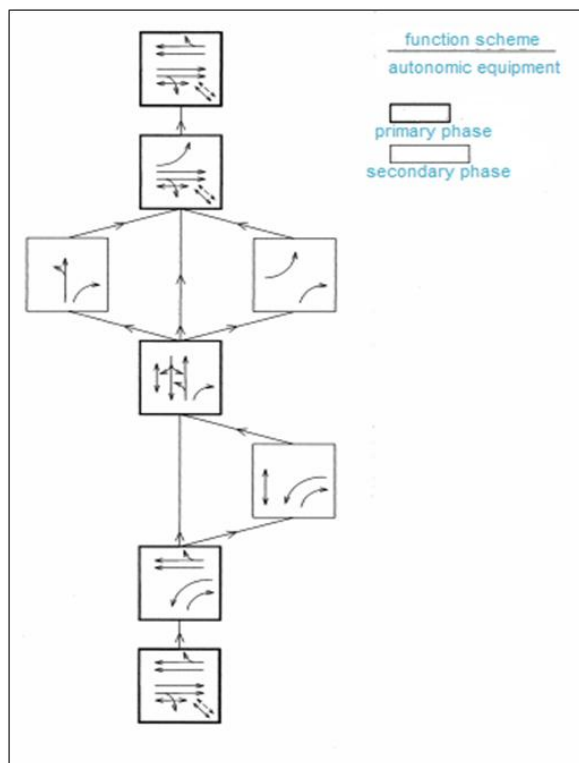 function scheme
autonomic equipment
primary phase
secondary phase